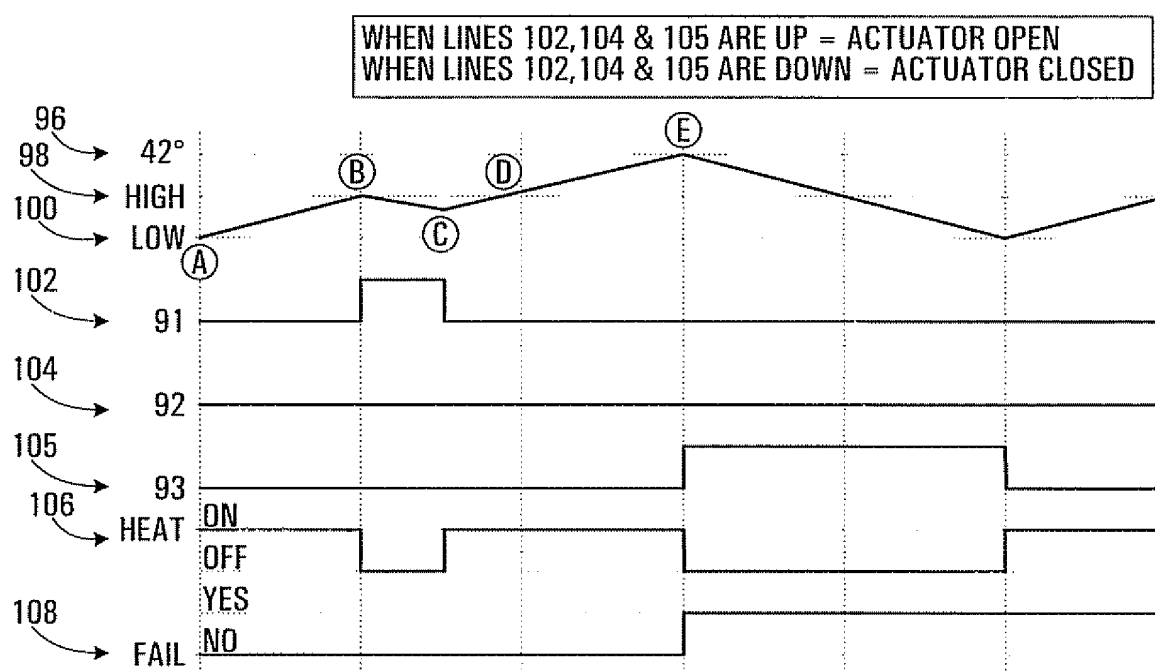 WHEN LINES 102,104 & 105 ARE UP = ACTUATOR OPEN
WHEN LINES 102,104 & 105 ARE DOWN = ACTUATOR CLOSED
96
42°
E
98
HIGH
B
D
100
LOW
A
C
102
91
104
92
105
93
106
HEAT
ON
OFF
YES
108
NO
FAIL